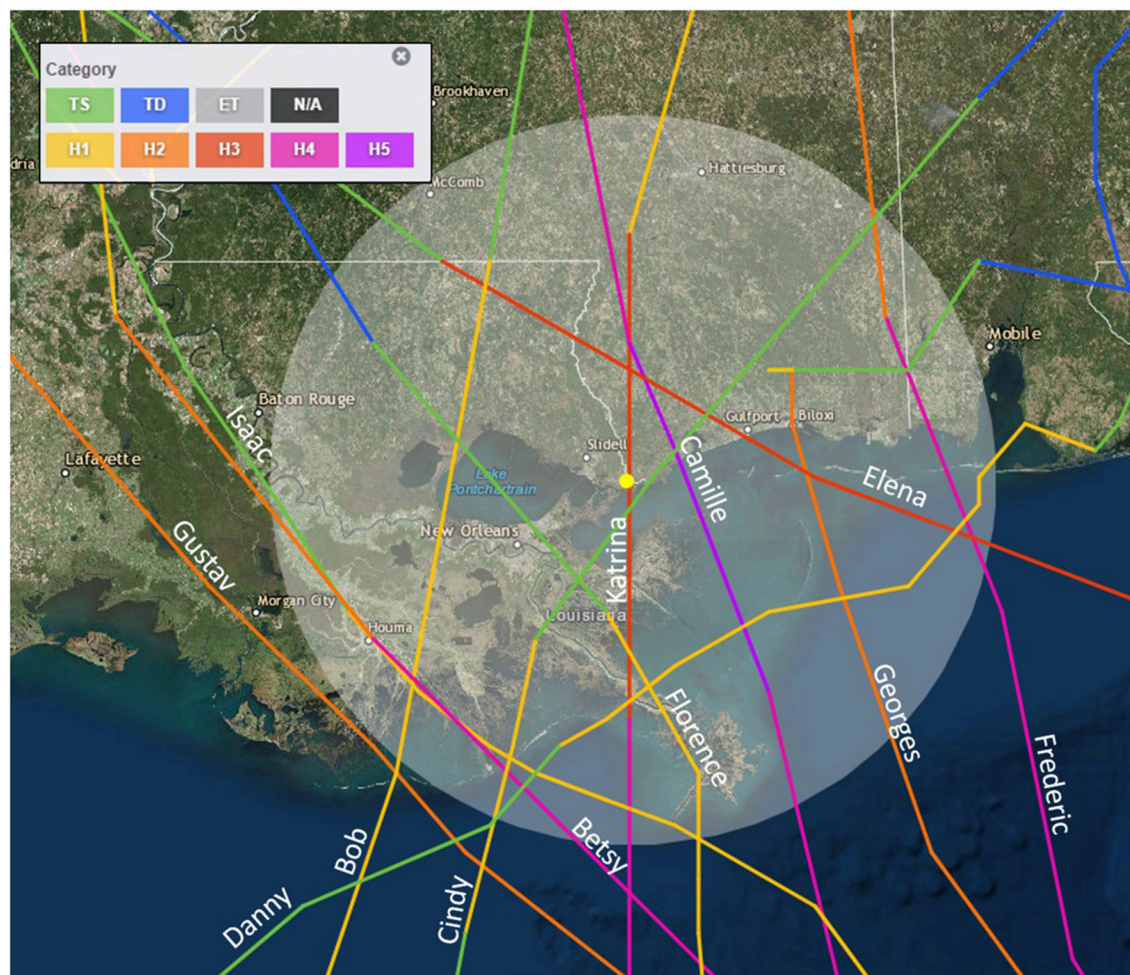 Category
TS TD ET N/A
H1 H2 H3 H4 H5
Brookhaven
dria
McComb
Hattiesburg
Mobile
Baton Rouge
Isaac
Gulfport
Biloxi
Slidell
Camille
Lafayette
Lake
Pontchartrain
Elena
New Orleans
Gustav
Katrina
Morgan City
Louisiana
Houma
Florence
Georges
Frederic
Bob
Betsy
Cindy
Danny